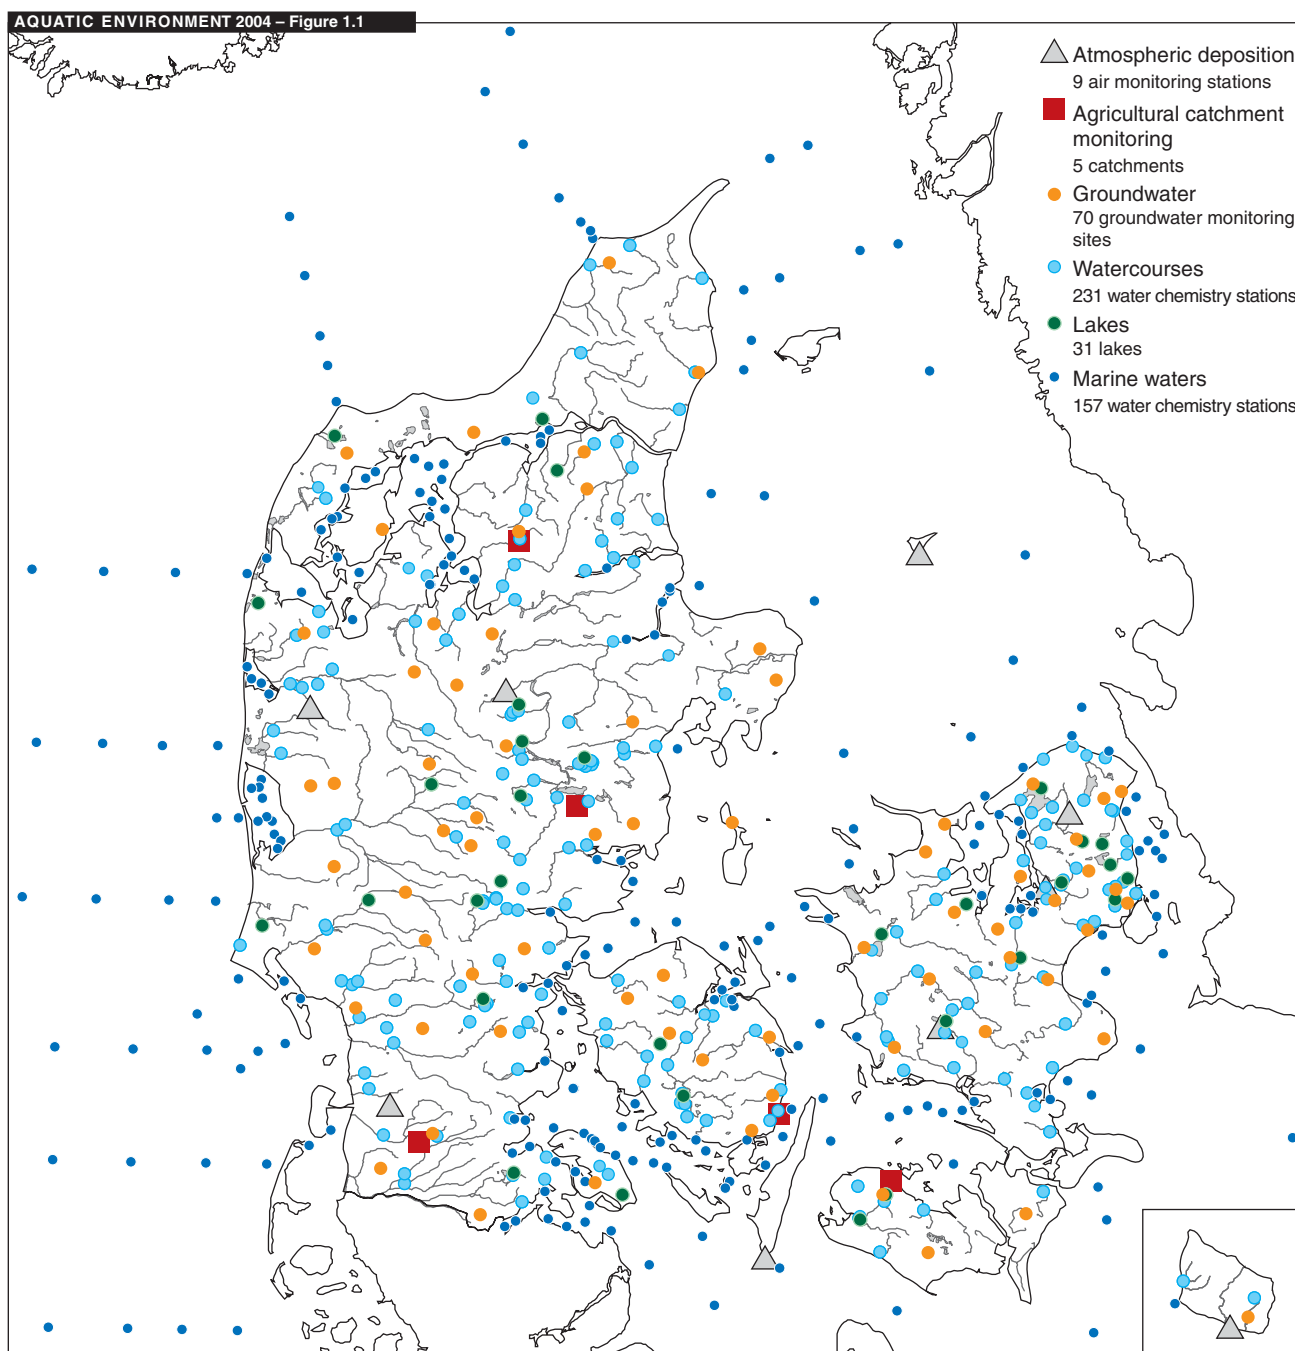 AQUATIC ENVIRONMENT 2004 – Figure 1.1
Atmospheric deposition
9 air monitoring stations
Agricultural catchment
monitoring
5 catchments
Groundwater
70 groundwater monitoring
sites
Watercourses
231 water chemistry stations
Lakes
31 lakes
Marine waters
157 water chemistry stations